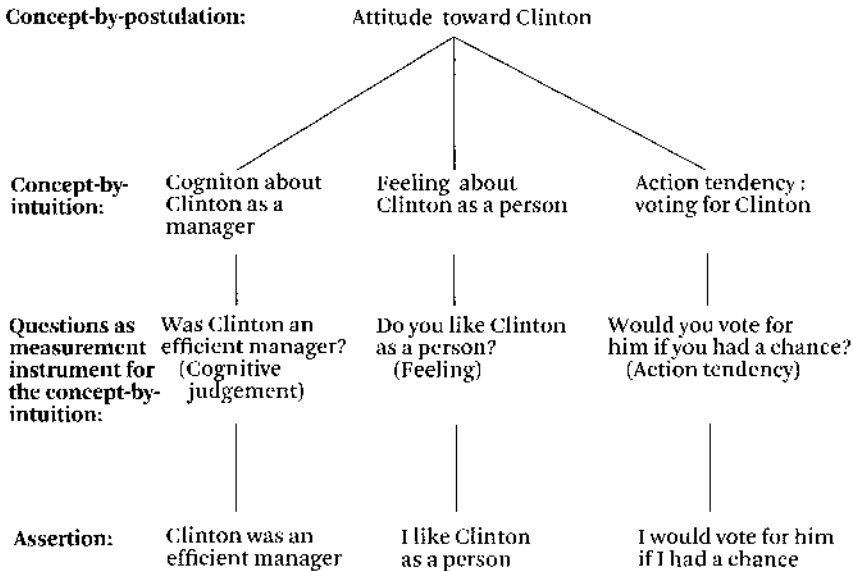 Concept-by-postulation: Attitude toward Clinton
Concept-by-
intuition:
Cogniton about
Clinton as a
manager
Feeling about
Clinton as a person
Action tendency :
voting for Clinton
Questions as
measurement
instrument for
the concept-by-
intuition:
Was Clinton an
efficient manager?
(Cognitive
judgement)
Do you like Clinton
as a person?
(Feeling)
Would you vote for
him if you had a chance?
(Action tendency)
Assertion:
Clinton was an
efficient manager
I like Clinton
as a person
I would vote for him
if I had a chance